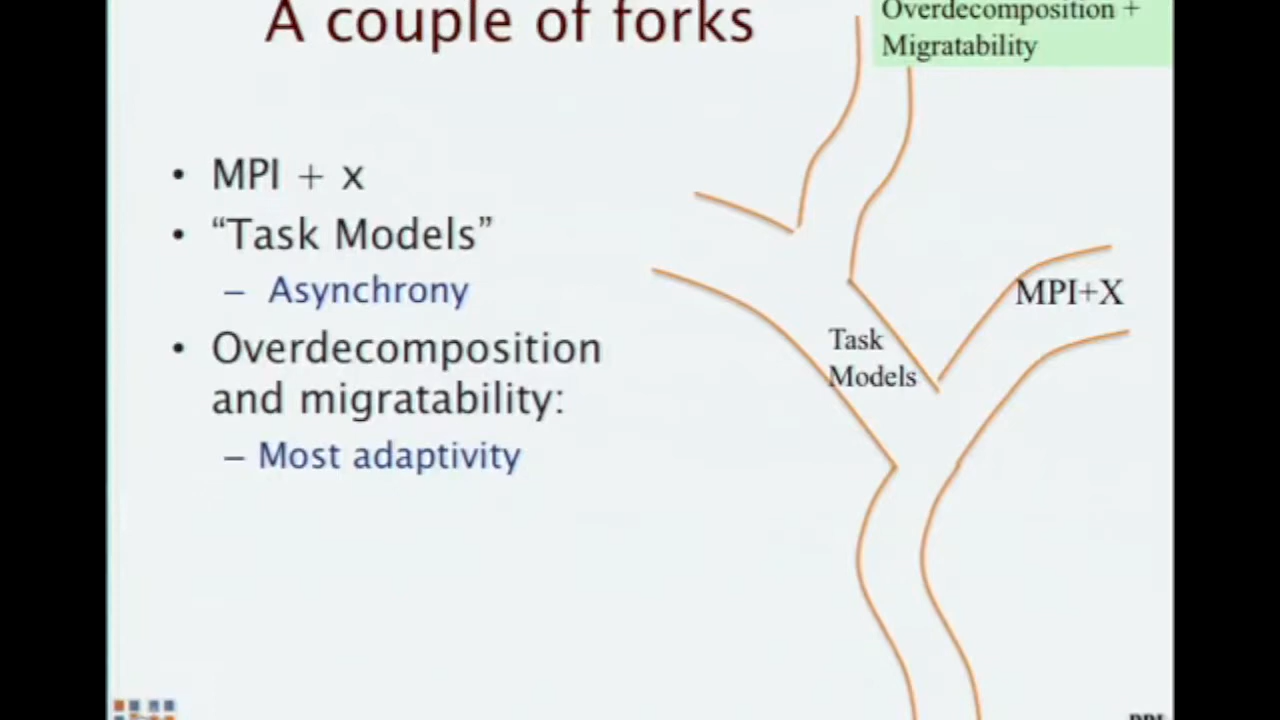 A couple of forks
Overdecomposition +
Migratability
• MPI + x
• “Task Models”
– Asynchrony
• Overdecomposition
and migratability:
– Most adaptivity
MPI+X
Task
Models